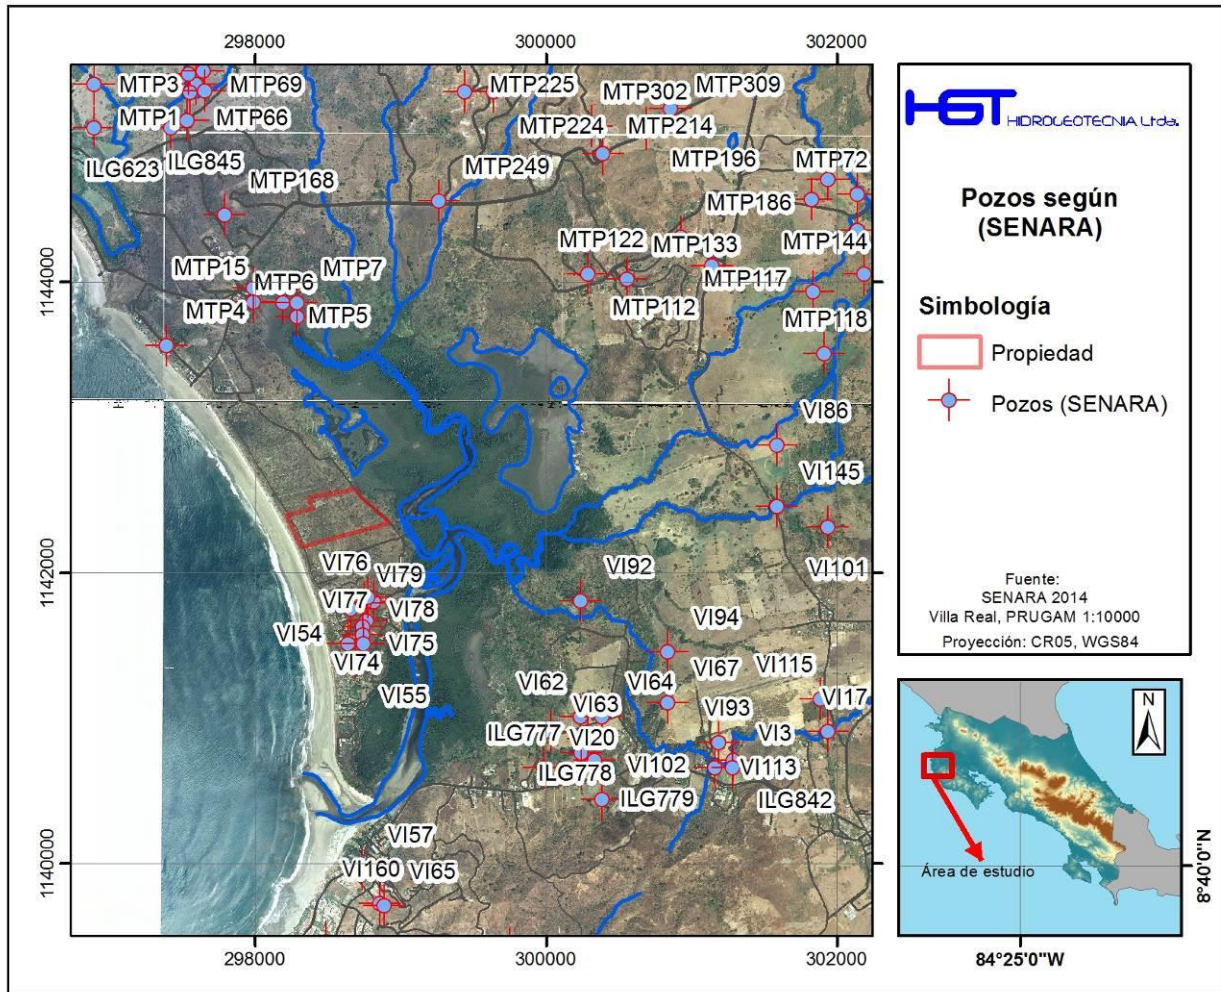 298000 300000 302000
MTP3
MTP69
MTP225
MTP302
MTP309
MTP1
MTP66
MTP224
MTP214
ILG623
ILG845
MTP249
MTP196
MTP72
MTP168
MTP186
MTP122
MTP133
MTP144
MTP15
MTP6
MTP7
MTP117
MTP4
MTP5
MTP112
MTP118
VI86
VI145
VI76
VI79
VI92
VI101
VI77
VI78
VI54
VI75
VI94
VI74
VI67
VI115
VI55
VI62
VI64
VI63
VI93
VI17
ILG777
VI20
VI3
ILG778
VI102
VI113
ILG779
ILG842
VI57
VI160
VI65
1144000
1142000
1140000
1144000
1142000
1140000
298000 300000 302000
HGT HIDROGEOTECNIA Ltda.
Pozos según
(SENARA)
Simbología
Propiedad
Pozos (SENARA)
Fuente:
SENARA 2014
Villa Real, PRUGAM 1:10000
Proyección: CR05, WGS84
N
Área de estudio
8°40'0"N
84°25'0"W